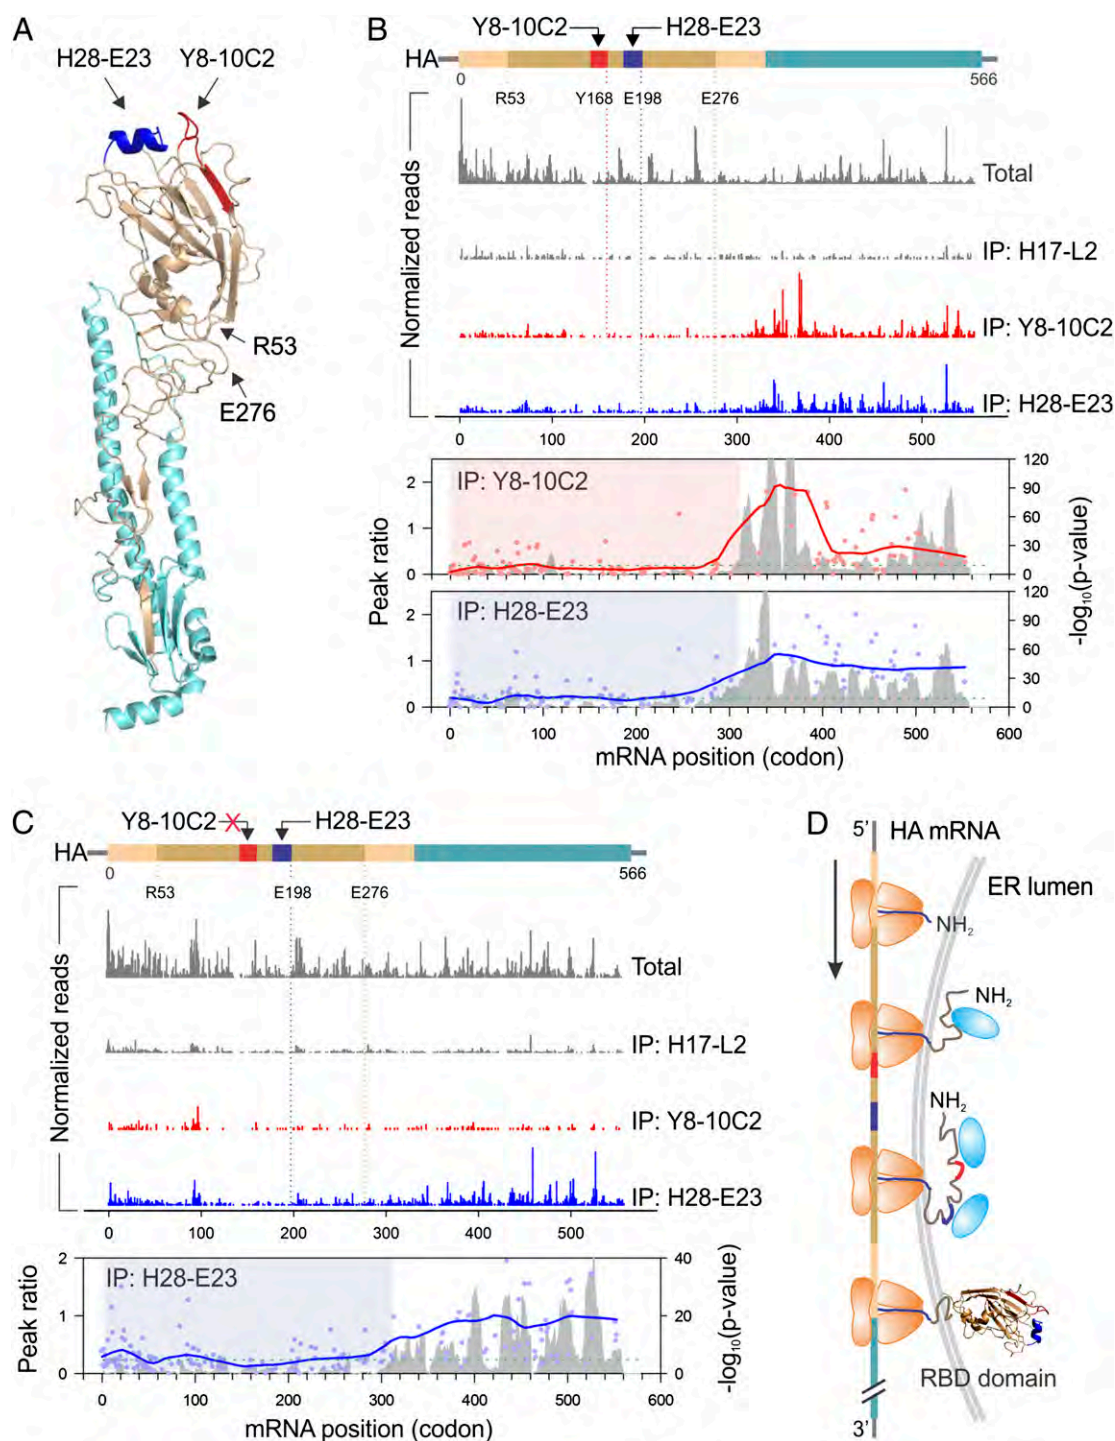 A
H28-E23 Y8-10C2
R53
E276
B
Y8-10C2 H28-E23
HA
0 566
R53 Y168 E198 E276
Normalized reads
Total
IP: H17-L2
IP: Y8-10C2
IP: H28-E23
0 100 200 300 400 500
IP: Y8-10C2
2
1
0
120
90
60
30
0
IP: H28-E23
2
1
0
120
90
60
30
0
Peak ratio
-log10(p-value)
0 100 200 300 400 500 600
mRNA position (codon)
C
Y8-10C2 H28-E23
HA
0 566
R53 E198 E276
Normalized reads
Total
IP: H17-L2
IP: Y8-10C2
IP: H28-E23
0 100 200 300 400 500
IP: H28-E23
2
1
0
40
20
0
Peak ratio
-log10(p-value)
0 100 200 300 400 500 600
mRNA position (codon)
D
5'
HA mRNA
ER lumen
NH2
NH2
NH2
RBD domain
3'